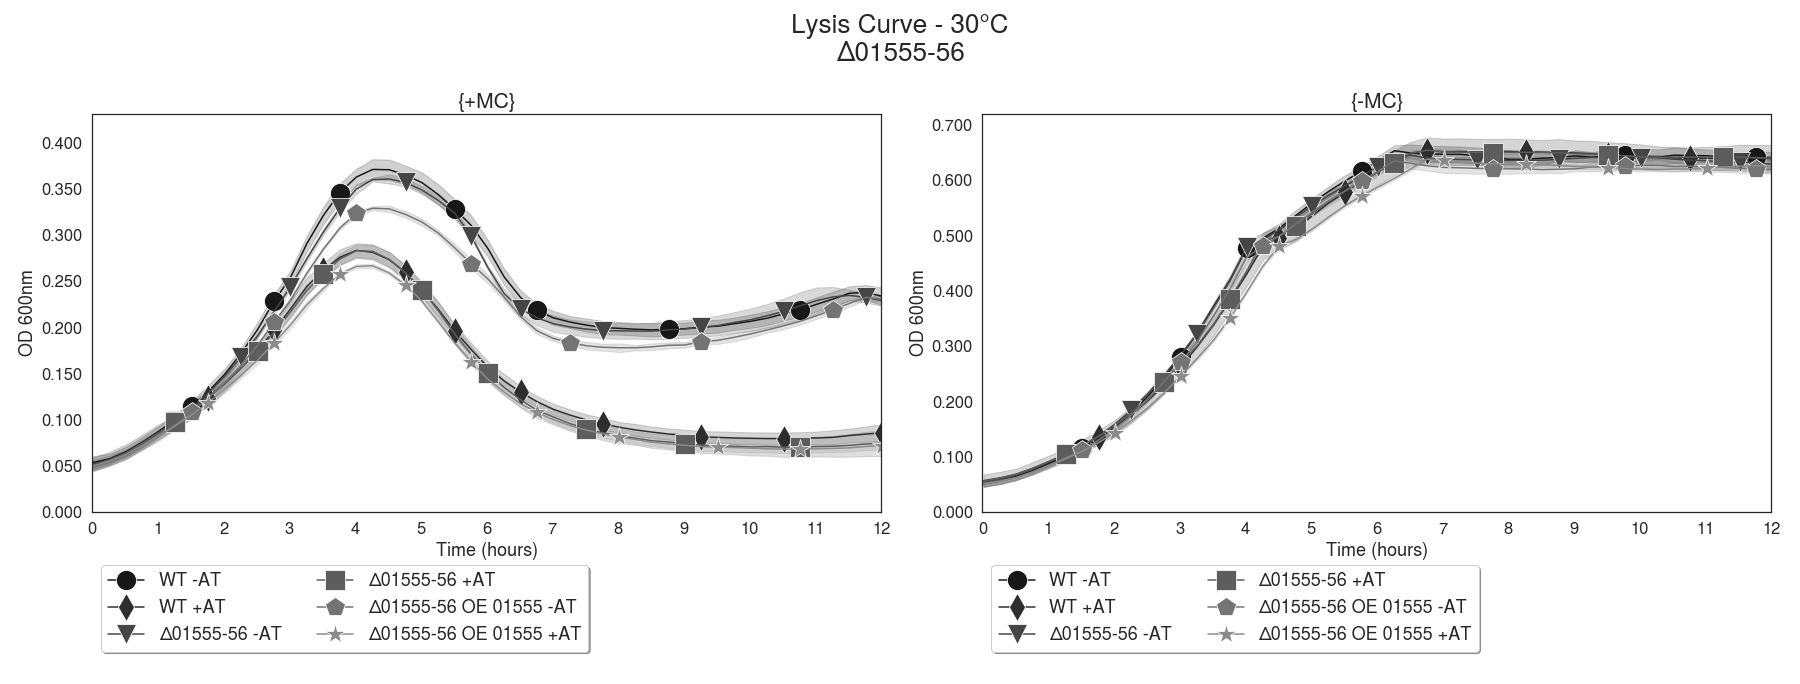 Lysis Curve - 30°C
Δ01555-56
{+MC}
0.400
0.350
0.300
0.250
0.200
0.150
0.100
0.050
0.000
OD 600nm
0 1 2 3 4 5 6 7 8 9 10 11 12
Time (hours)
WT -AT
WT +AT
Δ01555-56 -AT
Δ01555-56 +AT
Δ01555-56 OE 01555 -AT
Δ01555-56 OE 01555 +AT
{-MC}
0.700
0.600
0.500
0.400
0.300
0.200
0.100
0.000
OD 600nm
0 1 2 3 4 5 6 7 8 9 10 11 12
Time (hours)
WT -AT
WT +AT
Δ01555-56 -AT
Δ01555-56 +AT
Δ01555-56 OE 01555 -AT
Δ01555-56 OE 01555 +AT